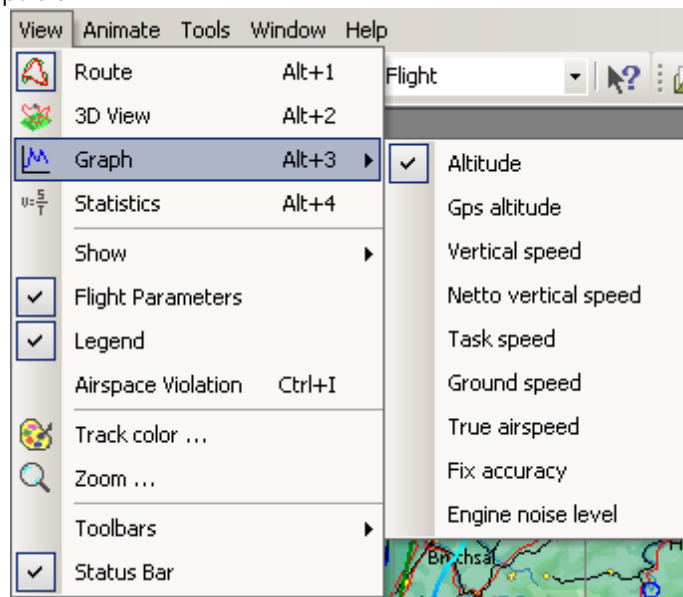 View Animate Tools Window Help
Route Alt+1
Flight
3D View Alt+2
Graph Alt+3
Altitude
Statistics Alt+4
Gps altitude
Show
Vertical speed
Flight Parameters
Netto vertical speed
Legend
Task speed
Airspace Violation Ctrl+I
Ground speed
Track color ...
True airspeed
Zoom ...
Fix accuracy
Toolbars
Engine noise level
Status Bar